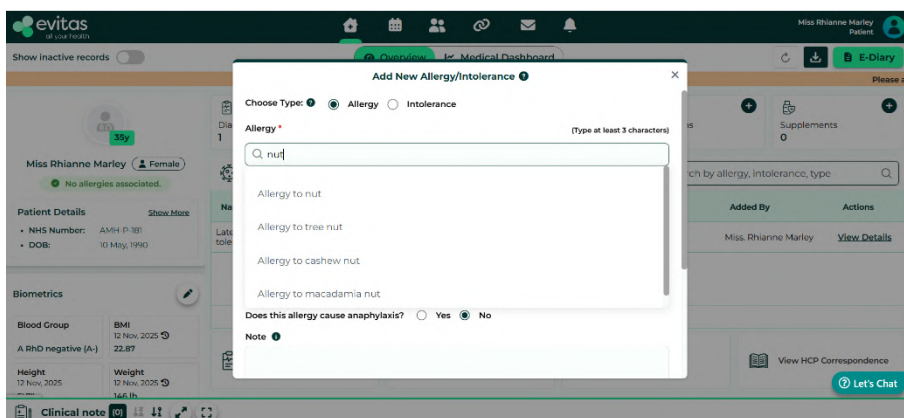 evitas
all your health
Miss Rhianne Marley
Patient
Show inactive records
Overview
Medical Dashboard
E-Diary
Please
Add New Allergy/Intolerance
Choose Type:
Allergy
Intolerance
Allergy *
(Type at least 3 characters)
nut
Allergy to nut
Allergy to tree nut
Allergy to cashew nut
Allergy to macadamia nut
Does this allergy cause anaphylaxis?
Yes
No
Note
35y
Miss Rhianne Marley
Female
No allergies associated.
Patient Details
Show More
• NHS Number: AMH-P-181
• DOB: 10 May, 1990
Biometrics
Blood Group
A RhD negative (A-)
BMI
12 Nov, 2025
22.87
Height
12 Nov, 2025
Weight
12 Nov, 2025
146 lb
Dia
1
Supplements
0
ch by allergy, intolerance, type
Na
Added By
Actions
Late
tole
Miss. Rhianne Marley
View Details
View HCP Correspondence
Let's Chat
Clinical note (0)